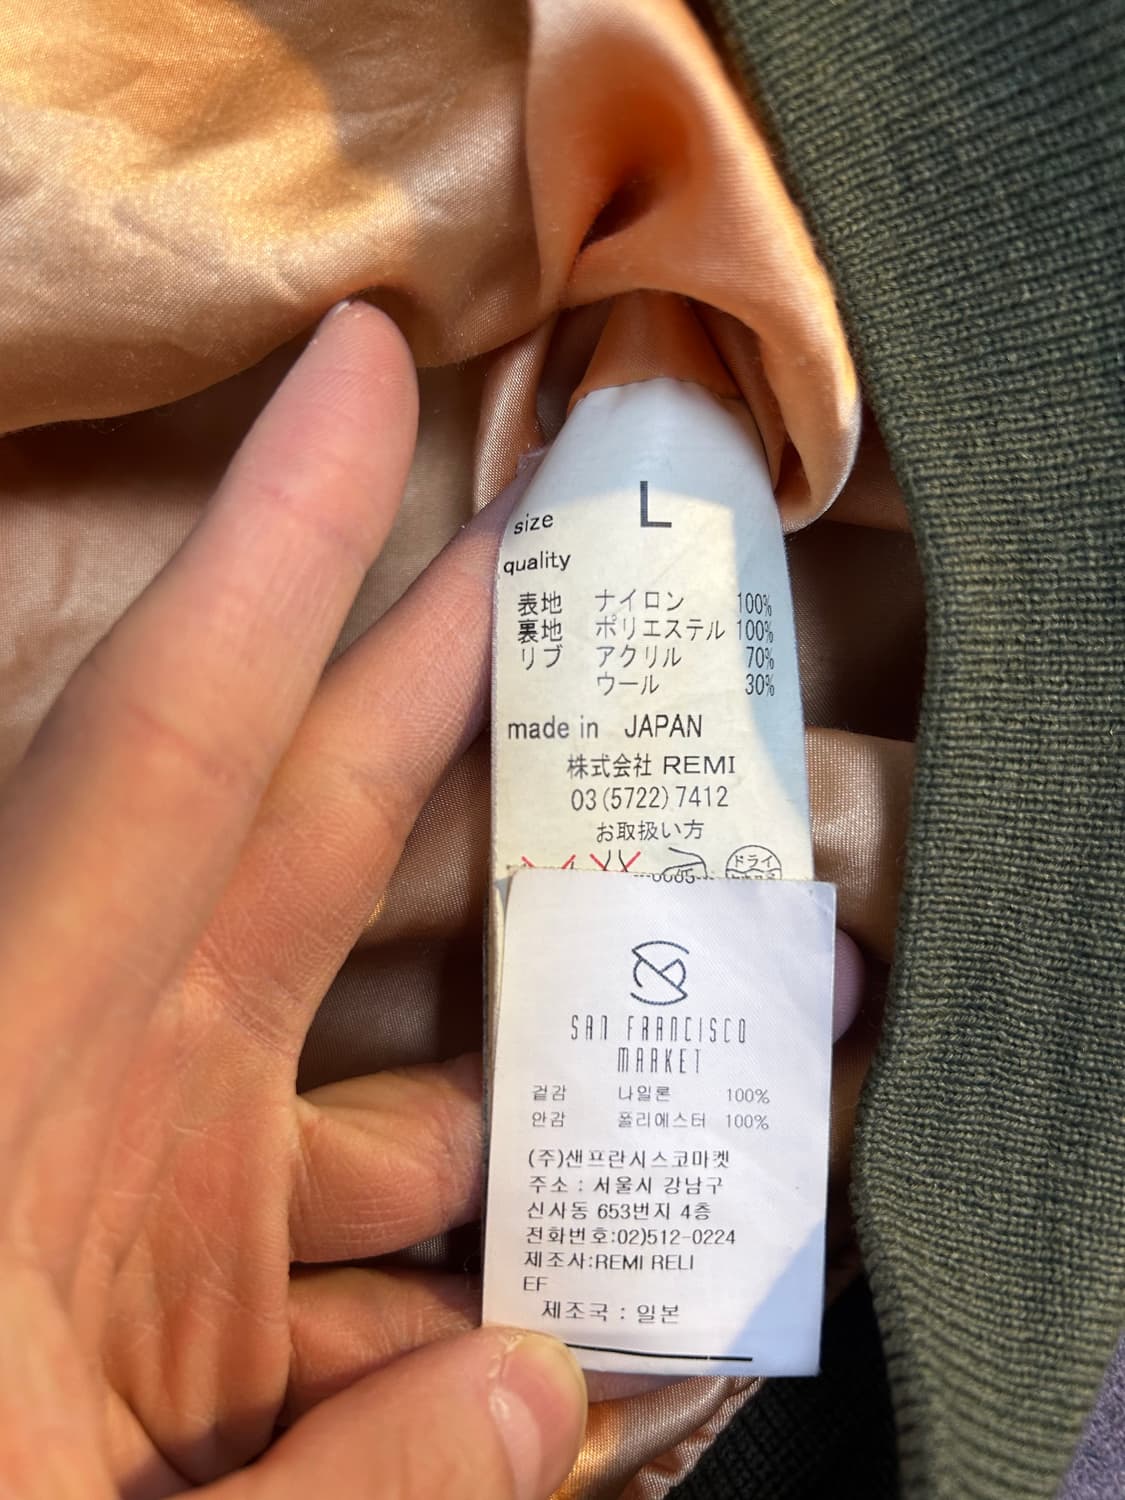 size L
quality
表地 ナイロン 100%
裏地 ポリエステル 100%
リブ アクリル 70%
ウール 30%
made in JAPAN
株式会社 REMI
03(5722)7412
お取扱い方
ドライ
SAN FRANCISCO
MARKET
겉감 나일론 100%
안감 폴리에스터 100%
(주)샌프란시스코마켓
주소 : 서울시 강남구
신사동 653번지 4층
전화번호:02)512-0224
제조사:REMI RELI
EF
제조국 : 일본